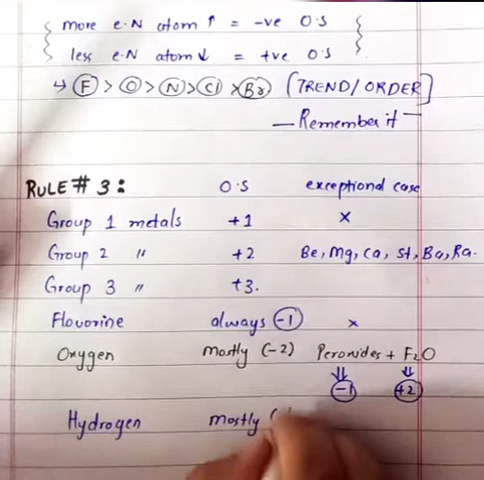 more e.N atom ↑ = -ve O.S
less e.N atom ↓ = +ve O.S
↪ F > O > N > Cl > Br [TREND/ORDER]
— Remember it —
RULE # 3: O.S exceptional case
Group 1 metals +1 ×
Group 2 " +2 Be, Mg, Ca, St, Ba, Ra.
Group 3 " +3.
Flouorine always -1 ×
Oxygen mostly (-2) Peroxides + F2O
⇓ ⇓
-1 +2
Hydrogen mostly (